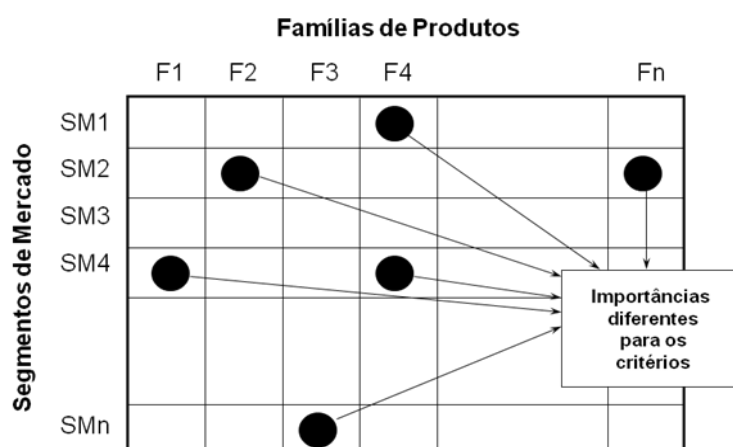 Famílias de Produtos
F1 F2 F3 F4 Fn
Segmentos de Mercado
SM1
SM2
SM3
SM4
SMn
Importâncias
diferentes
para os
critérios